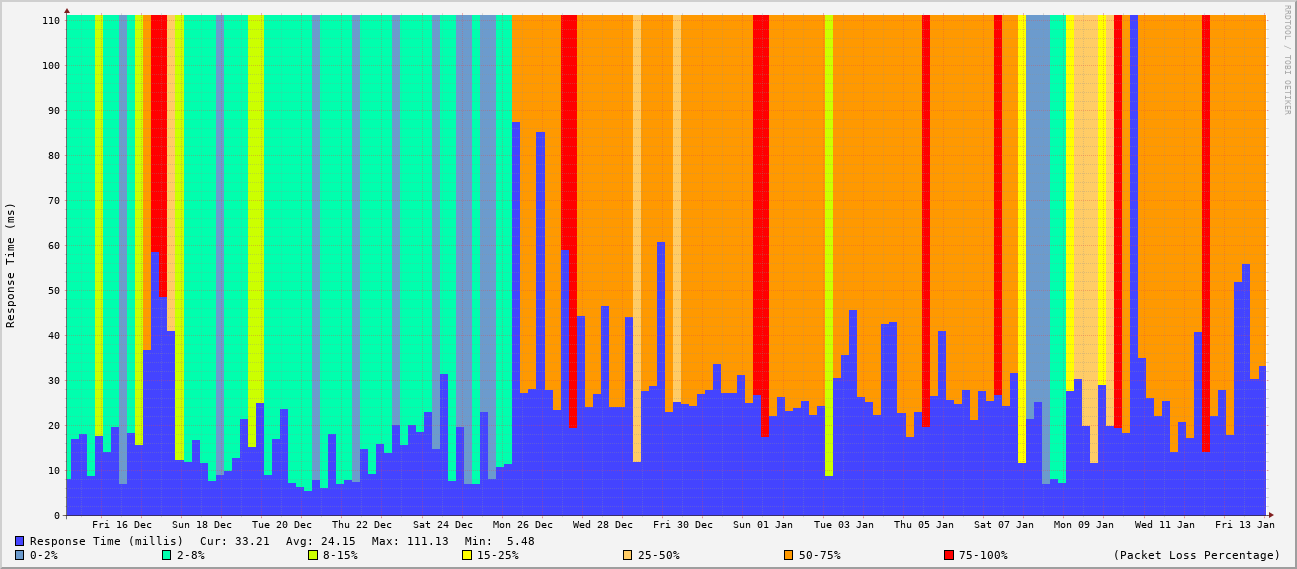 110
100
90
80
70
60
50
40
30
20
10
0
Response Time (ms)
RRDTOOL / TOBI OETIKER
Fri 16 Dec Sun 18 Dec Tue 20 Dec Thu 22 Dec Sat 24 Dec Mon 26 Dec Wed 28 Dec Fri 30 Dec Sun 01 Jan Tue 03 Jan Thu 05 Jan Sat 07 Jan Mon 09 Jan Wed 11 Jan Fri 13 Jan
Response Time (millis) Cur: 33.21 Avg: 24.15 Max: 111.13 Min: 5.48
0-2% 2-8% 8-15% 15-25% 25-50% 50-75% 75-100% (Packet Loss Percentage)